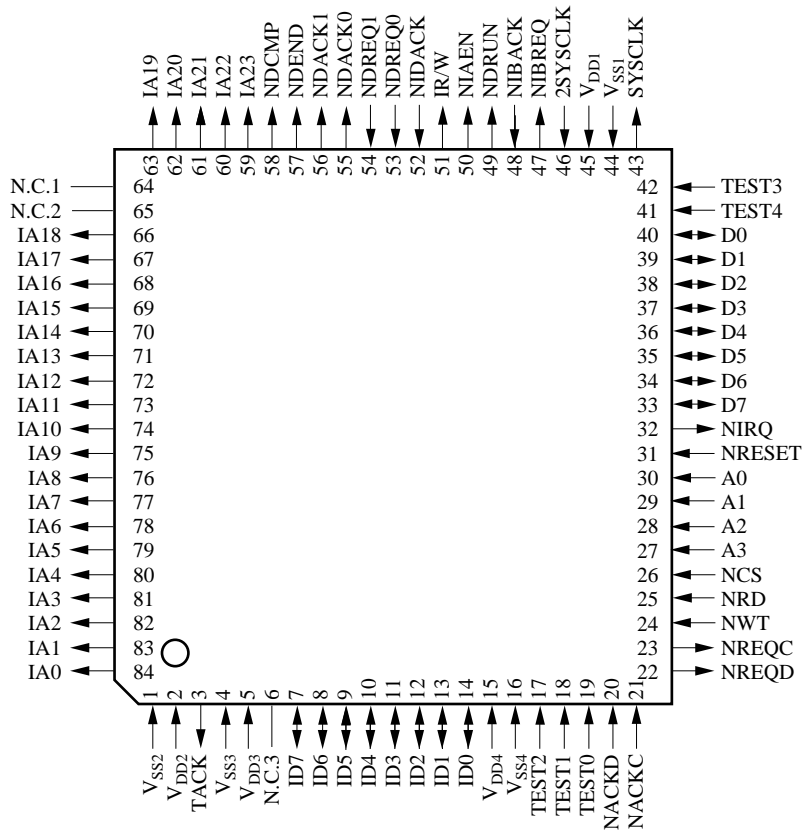 IA19 IA20 IA21 IA22 IA23 NDCMP NDEND NDACK1 NDACK0 NDREQ1 NDREQ0 NIDACK IR/W NIAEN NDRUN NIBACK NIBREQ 2SYSCLK VDD1 VSS1 SYSCLK
63 62 61 60 59 58 57 56 55 54 53 52 51 50 49 48 47 46 45 44 43
N.C.1 64
N.C.2 65
IA18 66
IA17 67
IA16 68
IA15 69
IA14 70
IA13 71
IA12 72
IA11 73
IA10 74
IA9 75
IA8 76
IA7 77
IA6 78
IA5 79
IA4 80
IA3 81
IA2 82
IA1 83
IA0 84
42 TEST3
41 TEST4
40 D0
39 D1
38 D2
37 D3
36 D4
35 D5
34 D6
33 D7
32 NIRQ
31 NRESET
30 A0
29 A1
28 A2
27 A3
26 NCS
25 NRD
24 NWT
23 NREQC
22 NREQD
1 2 3 4 5 6 7 8 9 10 11 12 13 14 15 16 17 18 19 20 21
VSS2 VDD2 TACK VSS3 VDD3 N.C.3 ID7 ID6 ID5 ID4 ID3 ID2 ID1 ID0 VDD4 VSS4 TEST2 TEST1 TEST0 NACKD NACKC